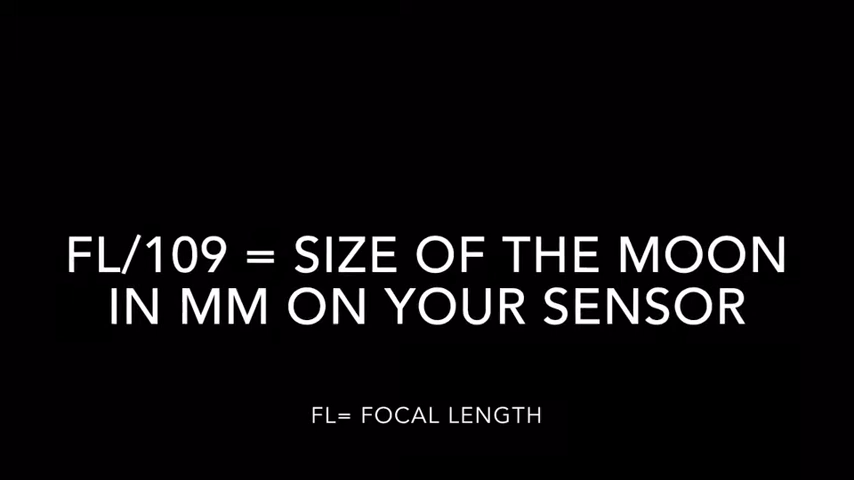 FL/109 = SIZE OF THE MOON
IN MM ON YOUR SENSOR
FL= FOCAL LENGTH